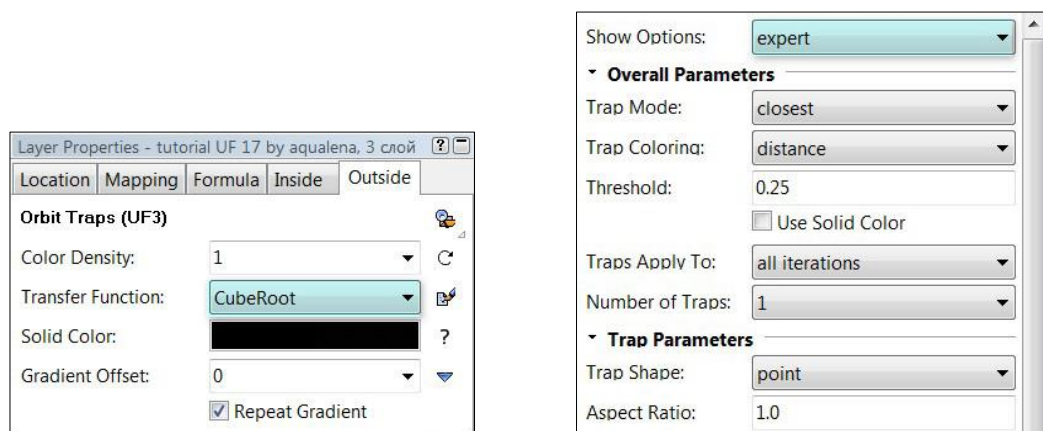 Layer Properties - tutorial UF 17 by aqualena, 3 слой
Location Mapping Formula Inside Outside
Orbit Traps (UF3)
Color Density: 1
Transfer Function: CubeRoot
Solid Color: ?
Gradient Offset: 0
Repeat Gradient
Show Options: expert
Overall Parameters
Trap Mode: closest
Trap Coloring: distance
Threshold: 0.25
Use Solid Color
Traps Apply To: all iterations
Number of Traps: 1
Trap Parameters
Trap Shape: point
Aspect Ratio: 1.0